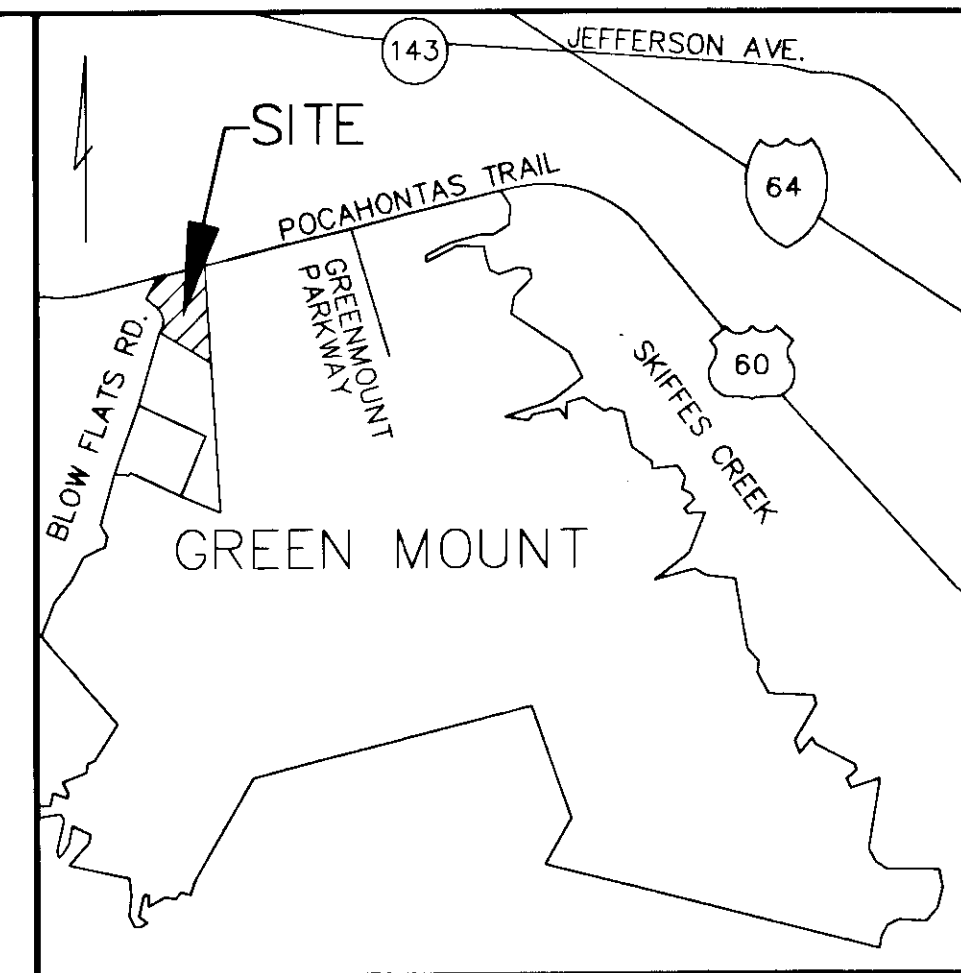 143
JEFFERSON AVE.
SITE
64
POCAHONTAS TRAIL
GREENMOUNT
PARKWAY
BLOW FLATS RD.
SKIFFES CREEK
60
GREEN MOUNT